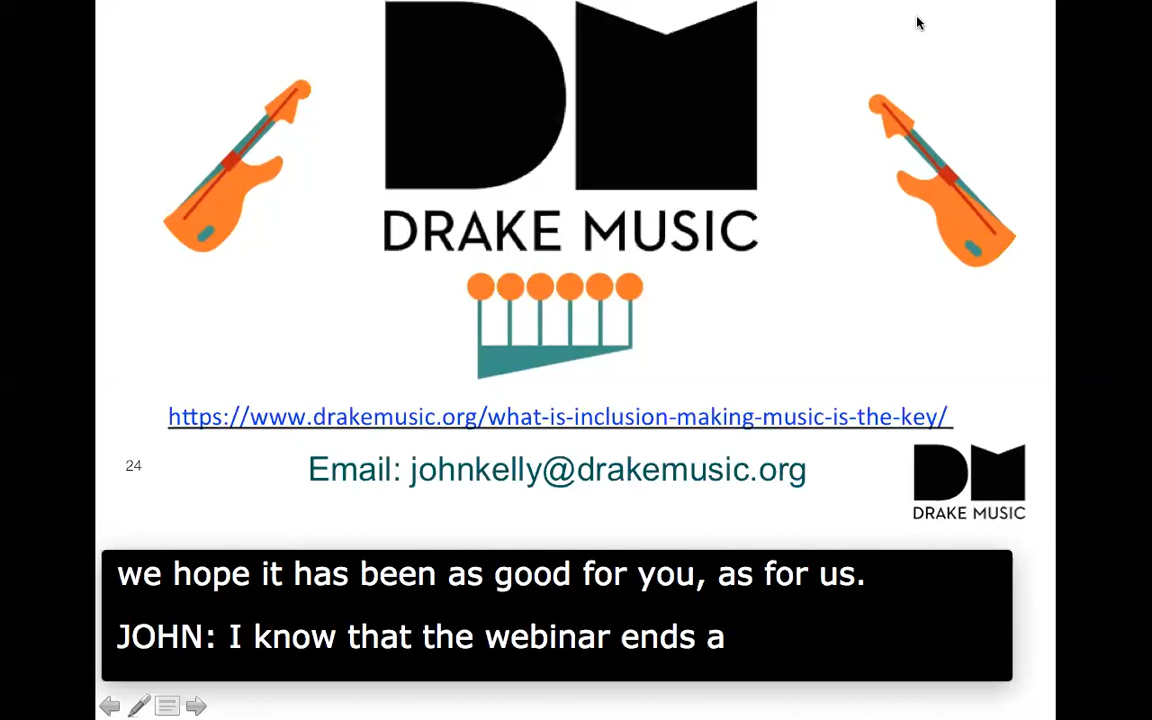 DM
DRAKE MUSIC
https://www.drakemusic.org/what-is-inclusion-making-music-is-the-key/
24
Email: johnkelly@drakemusic.org
DM
DRAKE MUSIC
we hope it has been as good for you, as for us.
JOHN: I know that the webinar ends a